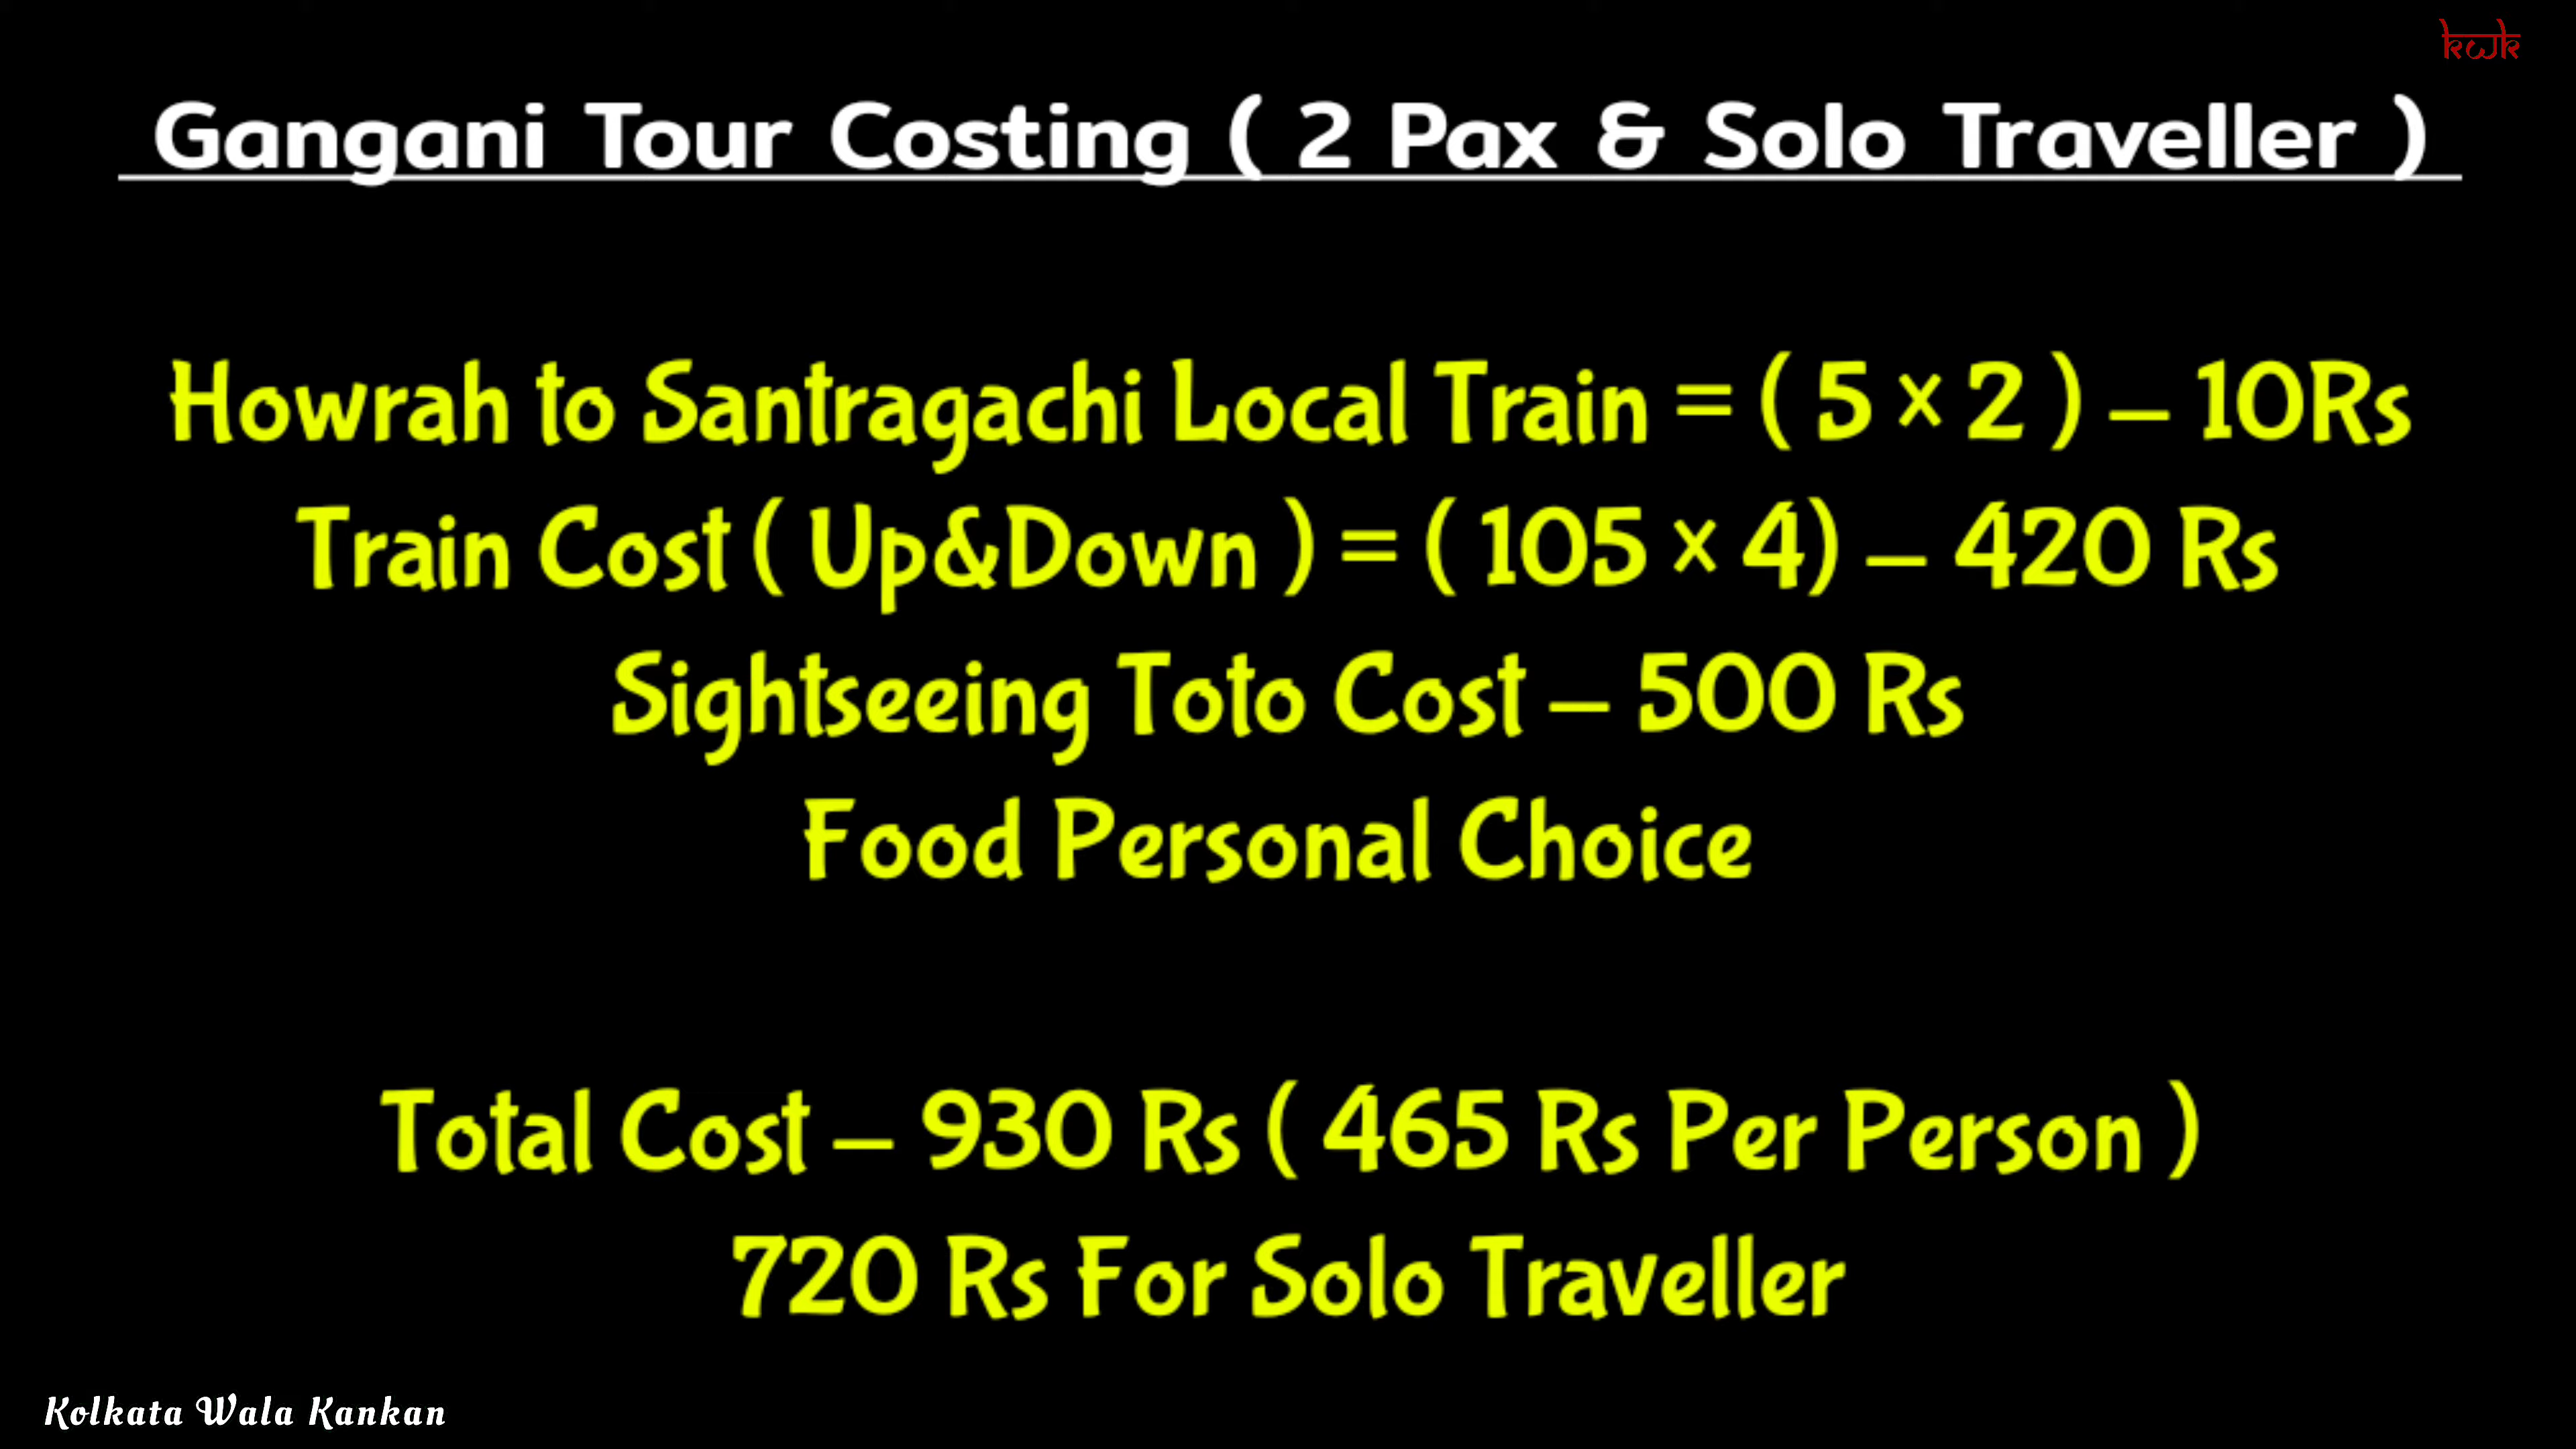 kwk
Gangani Tour Costing ( 2 Pax & Solo Traveller )
Howrah to Santragachi Local Train = ( 5 × 2 ) – 10Rs
Train Cost ( Up&Down ) = ( 105 × 4) – 420 Rs
Sightseeing Toto Cost – 500 Rs
Food Personal Choice
Total Cost – 930 Rs ( 465 Rs Per Person )
720 Rs For Solo Traveller
Kolkata Wala Kankan